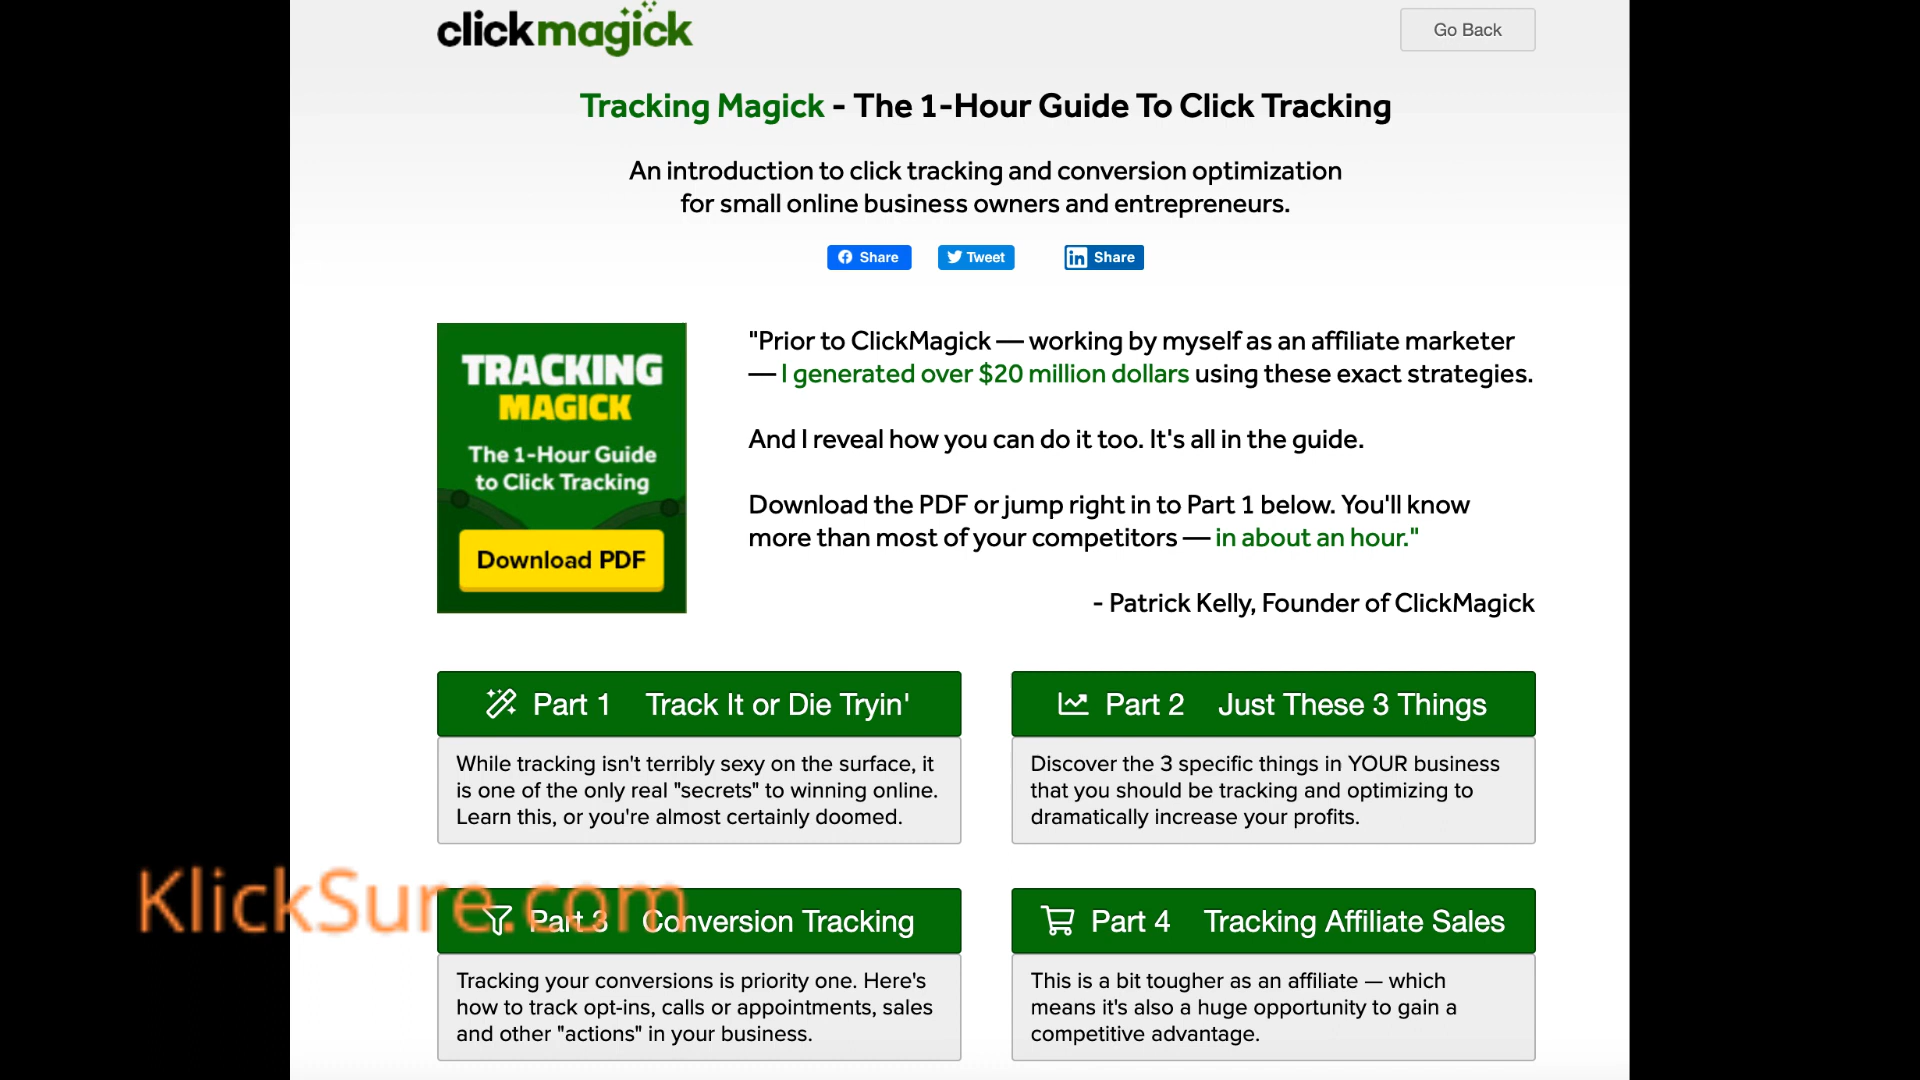 clickmagick
Go Back
Tracking Magick - The 1-Hour Guide To Click Tracking
An introduction to click tracking and conversion optimization
for small online business owners and entrepreneurs.
Share
Tweet
in Share
TRACKING
MAGICK
The 1-Hour Guide
to Click Tracking
Download PDF
"Prior to ClickMagick — working by myself as an affiliate marketer
— I generated over $20 million dollars using these exact strategies.
And I reveal how you can do it too. It's all in the guide.
Download the PDF or jump right in to Part 1 below. You'll know
more than most of your competitors — in about an hour."
- Patrick Kelly, Founder of ClickMagick
Part 1 Track It or Die Tryin'
While tracking isn't terribly sexy on the surface, it
is one of the only real "secrets" to winning online.
Learn this, or you're almost certainly doomed.
Part 2 Just These 3 Things
Discover the 3 specific things in YOUR business
that you should be tracking and optimizing to
dramatically increase your profits.
KlickSure.com
Part 3 Conversion Tracking
Tracking your conversions is priority one. Here's
how to track opt-ins, calls or appointments, sales
and other "actions" in your business.
Part 4 Tracking Affiliate Sales
This is a bit tougher as an affiliate — which
means it's also a huge opportunity to gain a
competitive advantage.